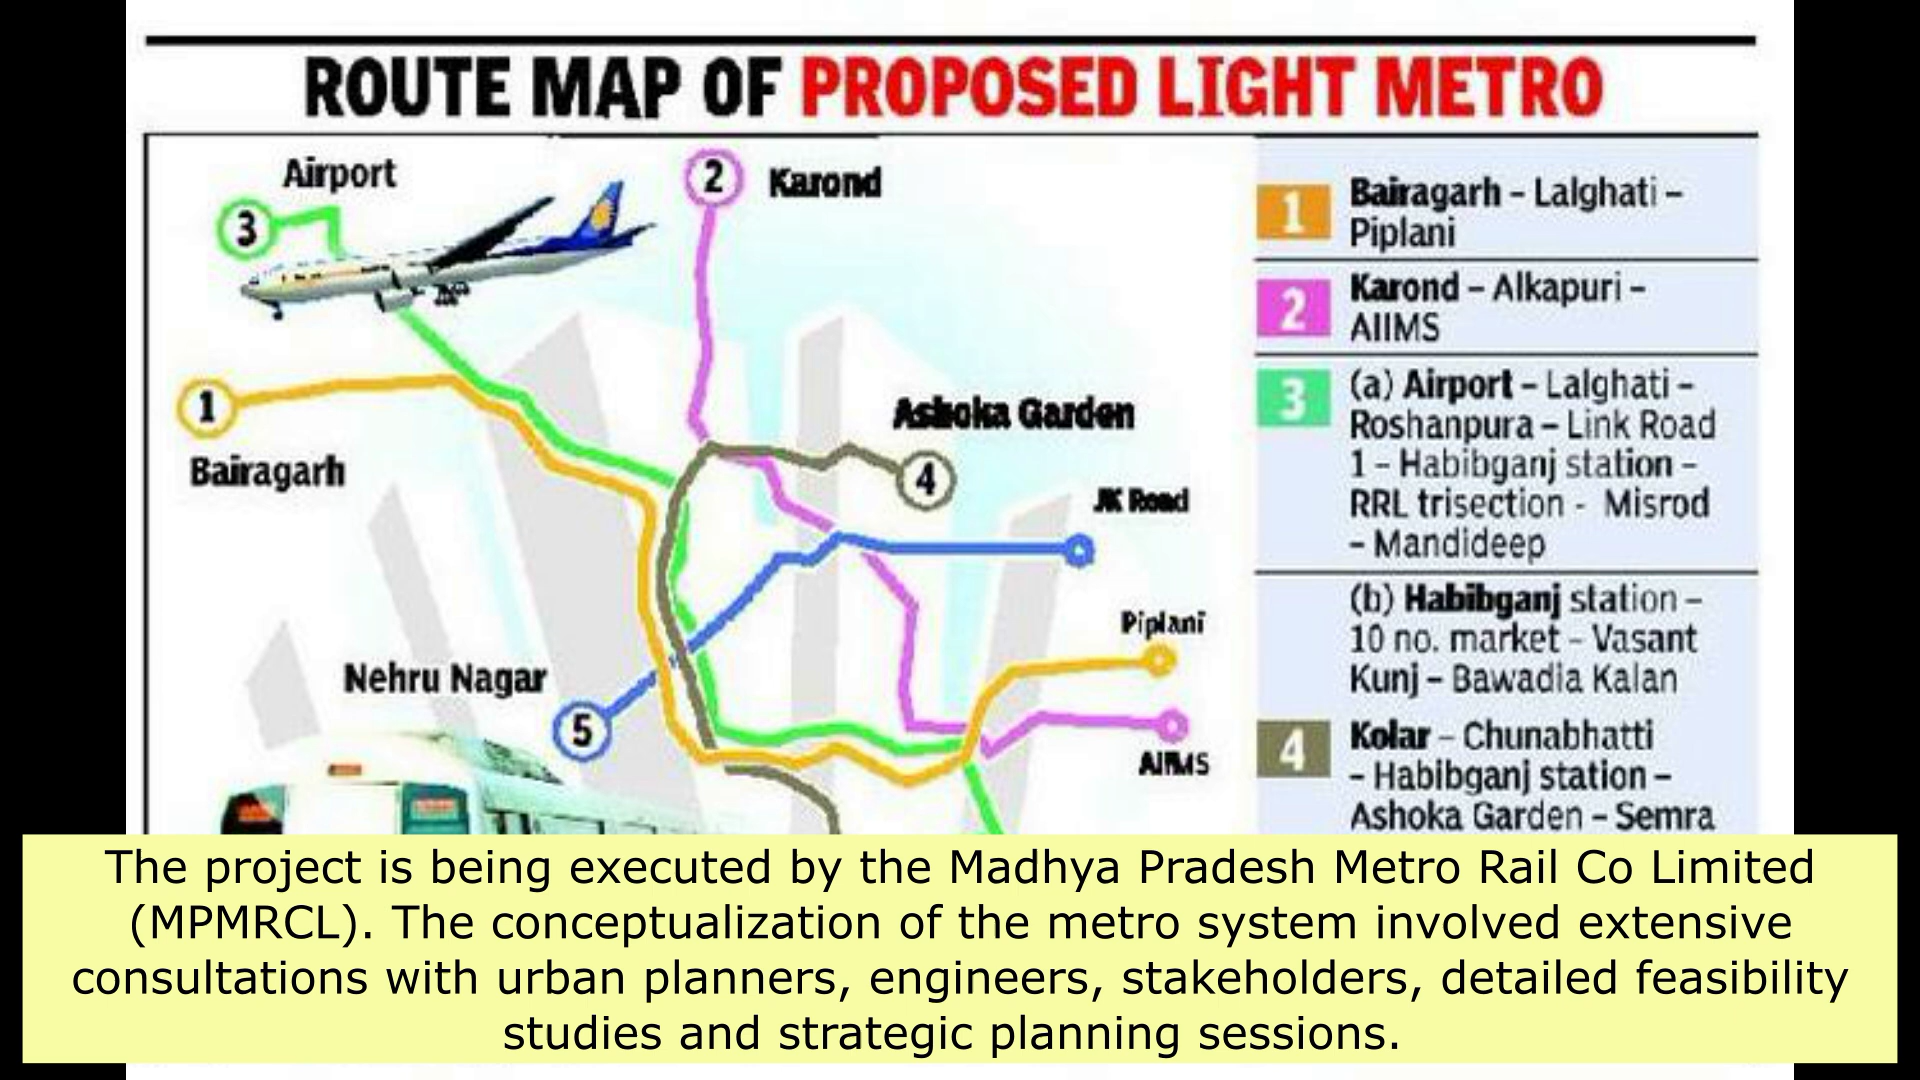 ROUTE MAP OF PROPOSED LIGHT METRO
Airport
3
2
Karond
1
Bairagarh
Ashoka Garden
4
JK Road
Piplani
Nehru Nagar
5
AIIMS
1
Bairagarh – Lalghati –
Piplani
2
Karond – Alkapuri –
AIIMS
3
(a) Airport – Lalghati –
Roshanpura – Link Road
1 – Habibganj station –
RRL trisection - Misrod
– Mandideep
(b) Habibganj station –
10 no. market – Vasant
Kunj – Bawadia Kalan
4
Kolar – Chunabhatti
– Habibganj station –
Ashoka Garden – Semra
The project is being executed by the Madhya Pradesh Metro Rail Co Limited
(MPMRCL). The conceptualization of the metro system involved extensive
consultations with urban planners, engineers, stakeholders, detailed feasibility
studies and strategic planning sessions.